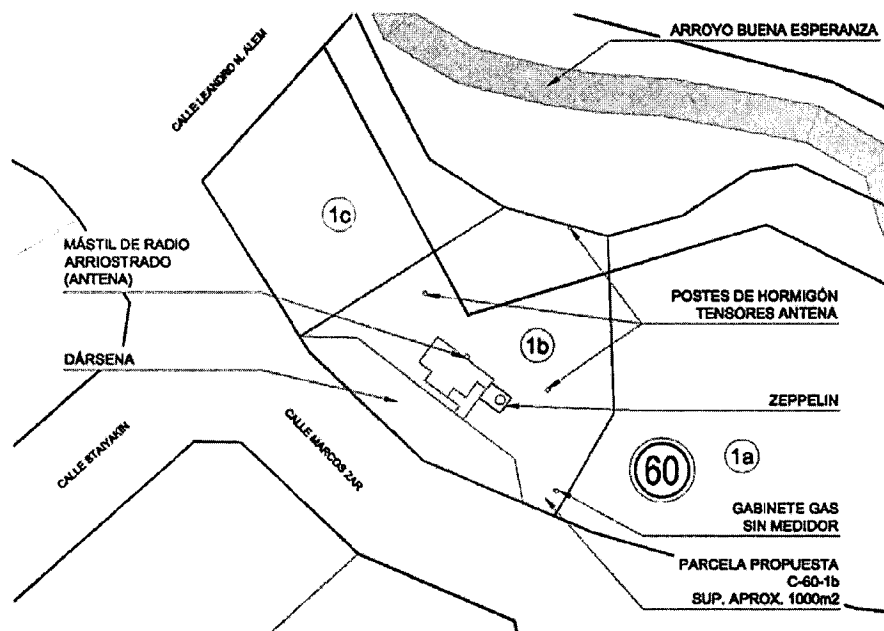 ARROYO BUENA ESPERANZA
CALLE LEANDRO N. ALEM
1c
MÁSTIL DE RADIO
ARRIOSTRADO
(ANTENA)
POSTES DE HORMIGÓN
TENSORES ANTENA
1b
DÁRSENA
ZEPPELIN
CALLE BTAIYAKIN
CALLE MARCOS ZAR
60
1a
GABINETE GAS
SIN MEDIDOR
PARCELA PROPUESTA
C-60-1b
SUP. APROX. 1000m2